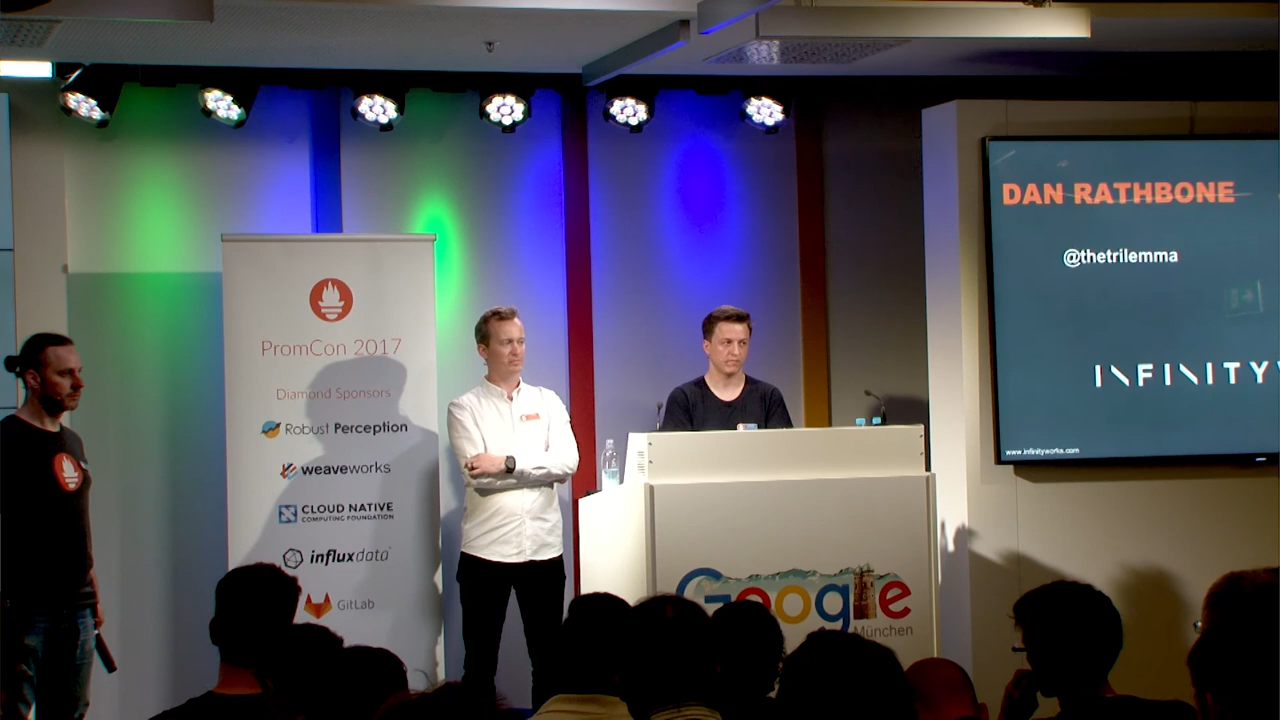 PromCon 2017
Diamond Sponsors
Robust Perception
weaveworks
CLOUD NATIVE
COMPUTING FOUNDATION
influxdata
GitLab
Google
München
DAN RATHBONE
@thetrilemma
INFINITY
www.infinityworks.com